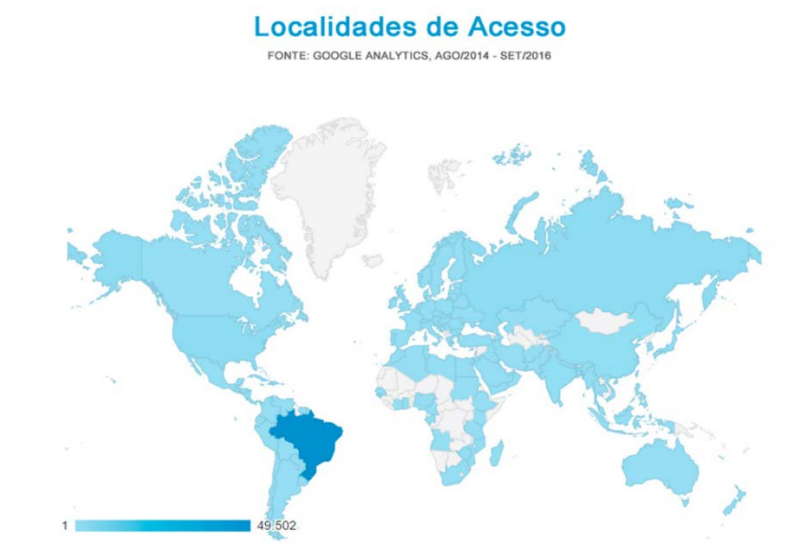 Localidades de Acesso
FONTE: GOOGLE ANALYTICS, AGO/2014 - SET/2016
1 49.502